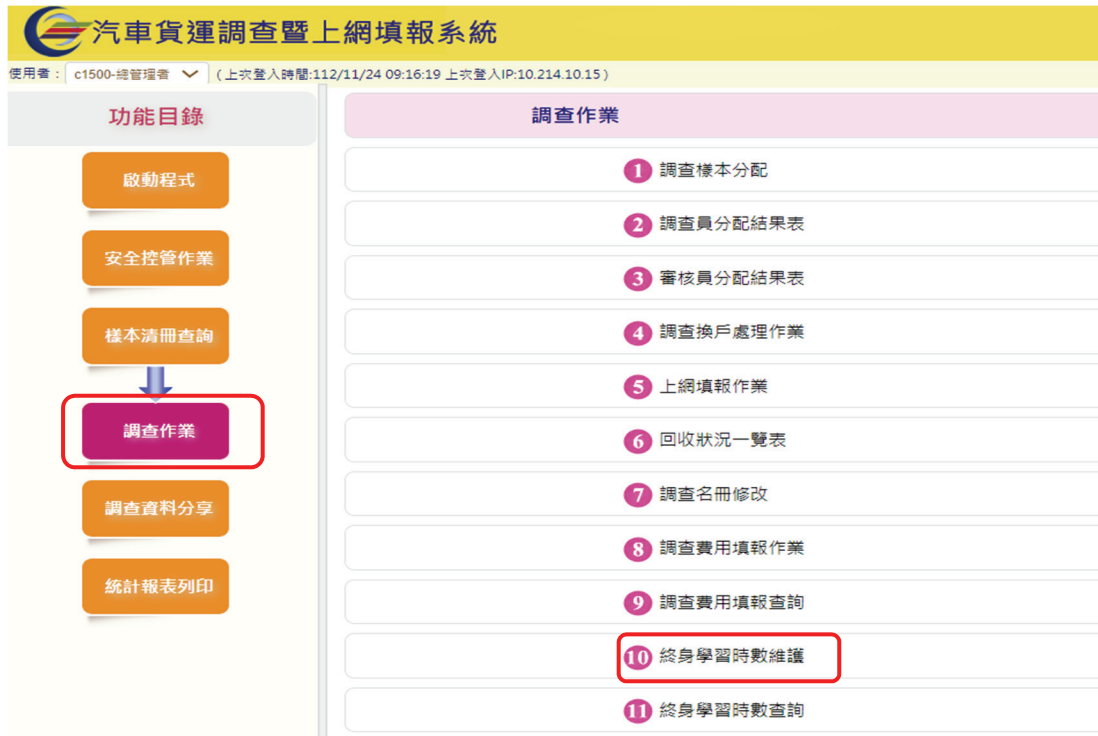 汽車貨運調查暨上網填報系統
使用者： c1500-總管理者 (上次登入時間:112/11/24 09:16:19 上次登入IP:10.214.10.15)
功能目錄
啟動程式
安全控管作業
樣本清冊查詢
調查作業
調查資料分享
統計報表列印
調查作業
1 調查樣本分配
2 調查員分配結果表
3 審核員分配結果表
4 調查換戶處理作業
5 上網填報作業
6 回收狀況一覽表
7 調查名冊修改
8 調查費用填報作業
9 調查費用填報查詢
10 終身學習時數維護
11 終身學習時數查詢